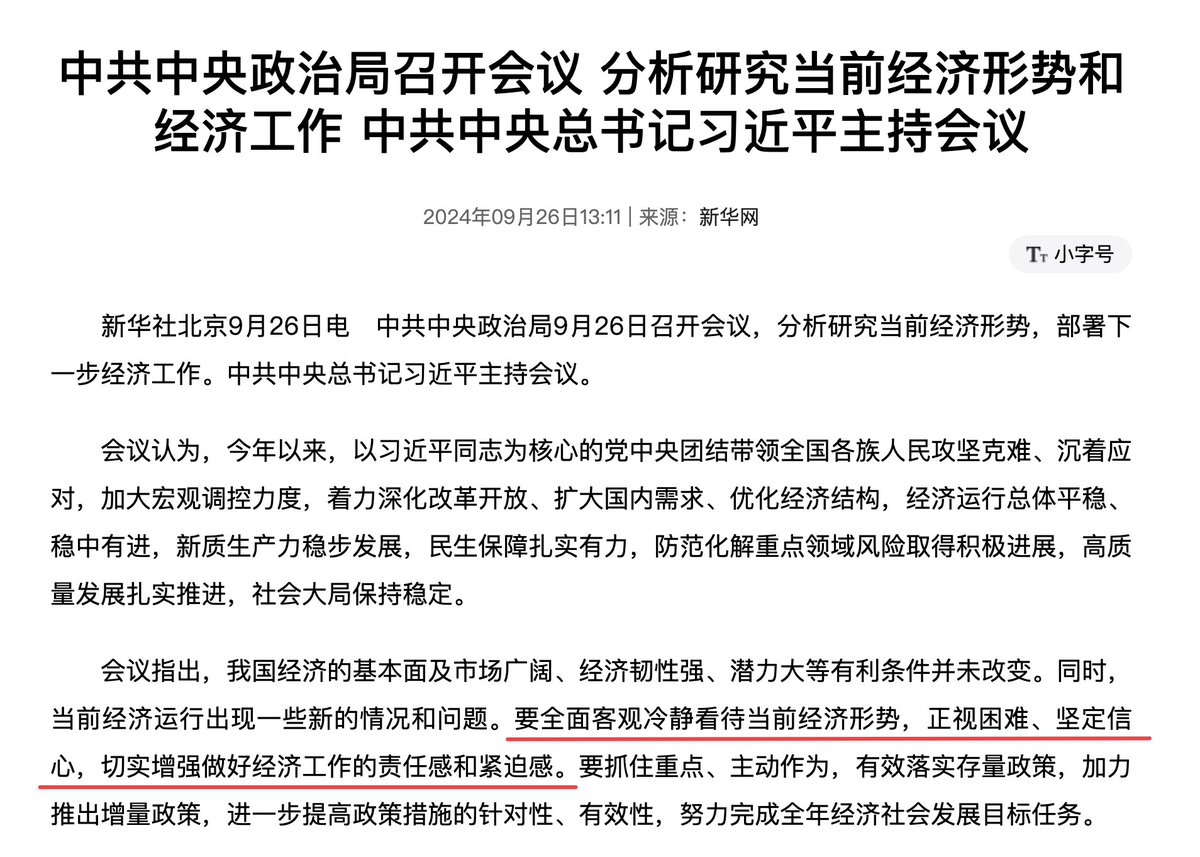 中共中央政治局召开会议 分析研究当前经济形势和
经济工作 中共中央总书记习近平主持会议
2024年09月26日13:11 | 来源：新华网
TT 小字号
新华社北京9月26日电　中共中央政治局9月26日召开会议，分析研究当前经济形势，部署下
一步经济工作。中共中央总书记习近平主持会议。
会议认为，今年以来，以习近平同志为核心的党中央团结带领全国各族人民攻坚克难、沉着应
对，加大宏观调控力度，着力深化改革开放、扩大国内需求、优化经济结构，经济运行总体平稳、
稳中有进，新质生产力稳步发展，民生保障扎实有力，防范化解重点领域风险取得积极进展，高质
量发展扎实推进，社会大局保持稳定。
会议指出，我国经济的基本面及市场广阔、经济韧性强、潜力大等有利条件并未改变。同时，
当前经济运行出现一些新的情况和问题。要全面客观冷静看待当前经济形势，正视困难、坚定信
心，切实增强做好经济工作的责任感和紧迫感。要抓住重点、主动作为，有效落实存量政策，加力
推出增量政策，进一步提高政策措施的针对性、有效性，努力完成全年经济社会发展目标任务。